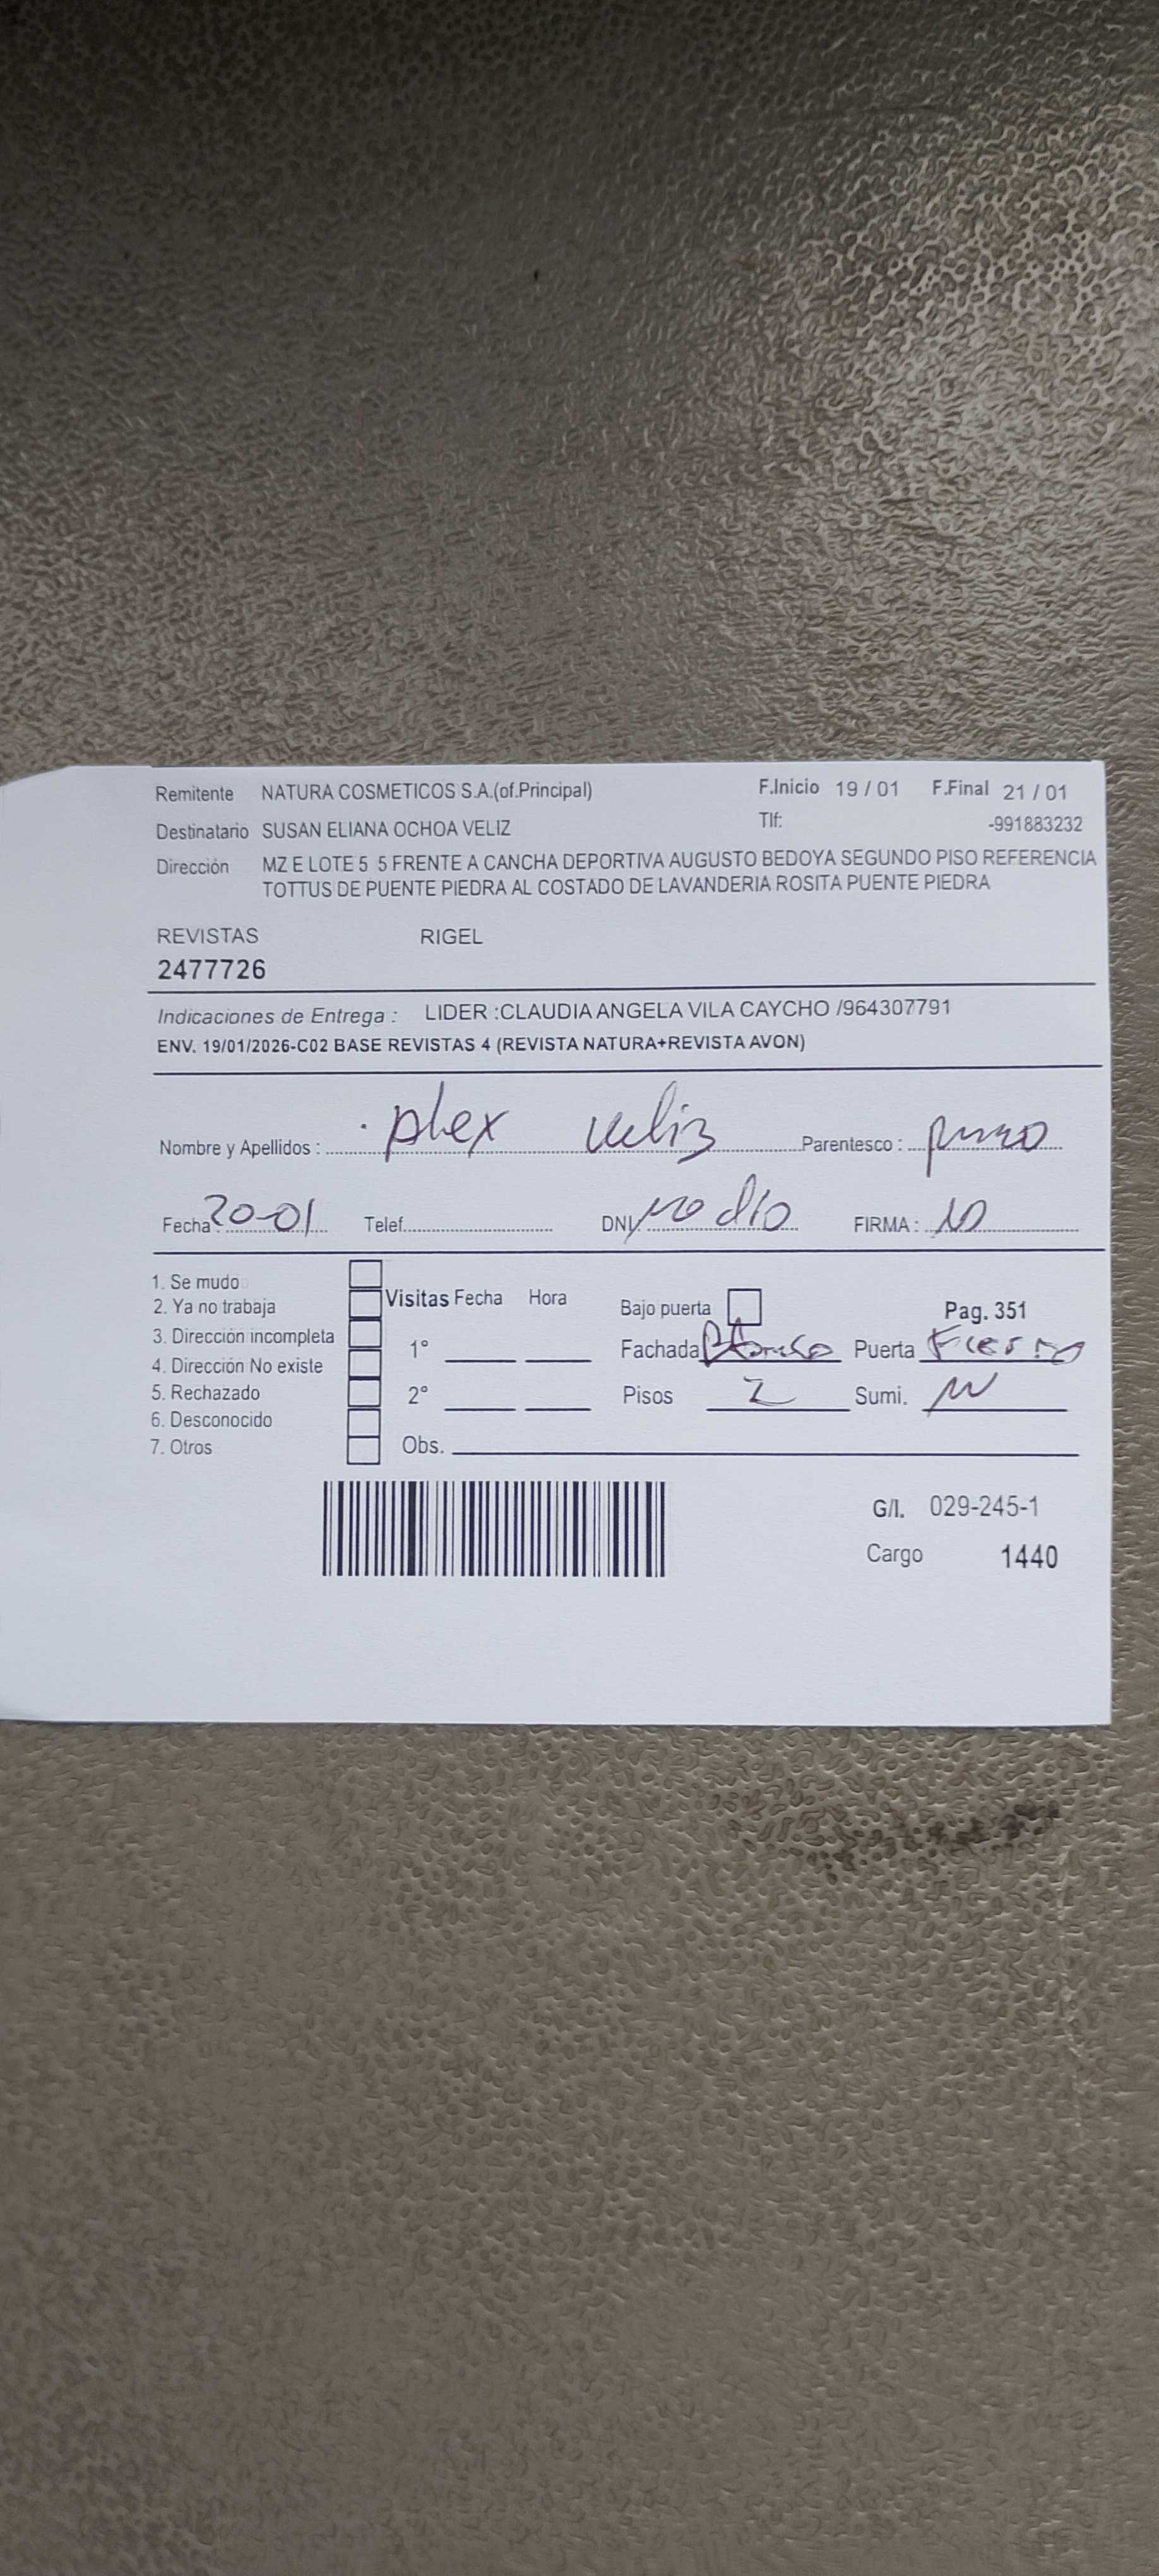 Remitente NATURA COSMETICOS S.A.(of.Principal) F.Inicio 19 / 01 F.Final 21 / 01
Destinatario SUSAN ELIANA OCHOA VELIZ Tlf: -991883232
Dirección MZ E LOTE 5 5 FRENTE A CANCHA DEPORTIVA AUGUSTO BEDOYA SEGUNDO PISO REFERENCIA
TOTTUS DE PUENTE PIEDRA AL COSTADO DE LAVANDERIA ROSITA PUENTE PIEDRA
REVISTAS RIGEL
2477726
Indicaciones de Entrega : LIDER :CLAUDIA ANGELA VILA CAYCHO /964307791
ENV. 19/01/2026-C02 BASE REVISTAS 4 (REVISTA NATURA+REVISTA AVON)
Nombre y Apellidos : Alex Veliz Parentesco : primo
Fecha : 20-01 Telef. DNI no dio FIRMA : no
1. Se mudo
2. Ya no trabaja Visitas Fecha Hora Bajo puerta Pag. 351
3. Dirección incompleta 1° Fachada Puerta Fierro
4. Dirección No existe
5. Rechazado 2° Pisos 2 Sumi.
6. Desconocido
7. Otros Obs.
G/I. 029-245-1
Cargo 1440